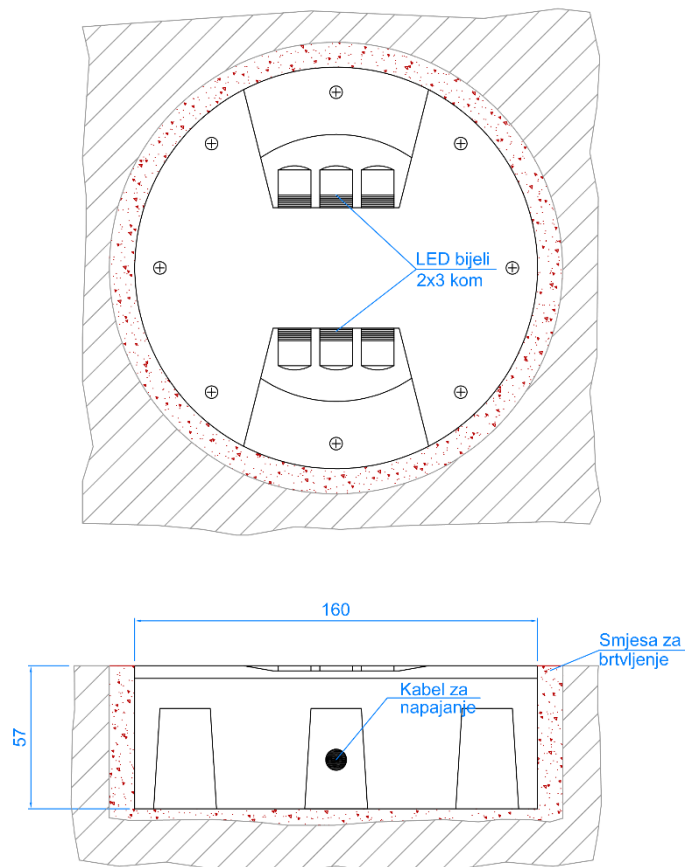 LED bijeli
2x3 kom
160
Smjesa za
brtvljenje
Kabel za
napajanje
57